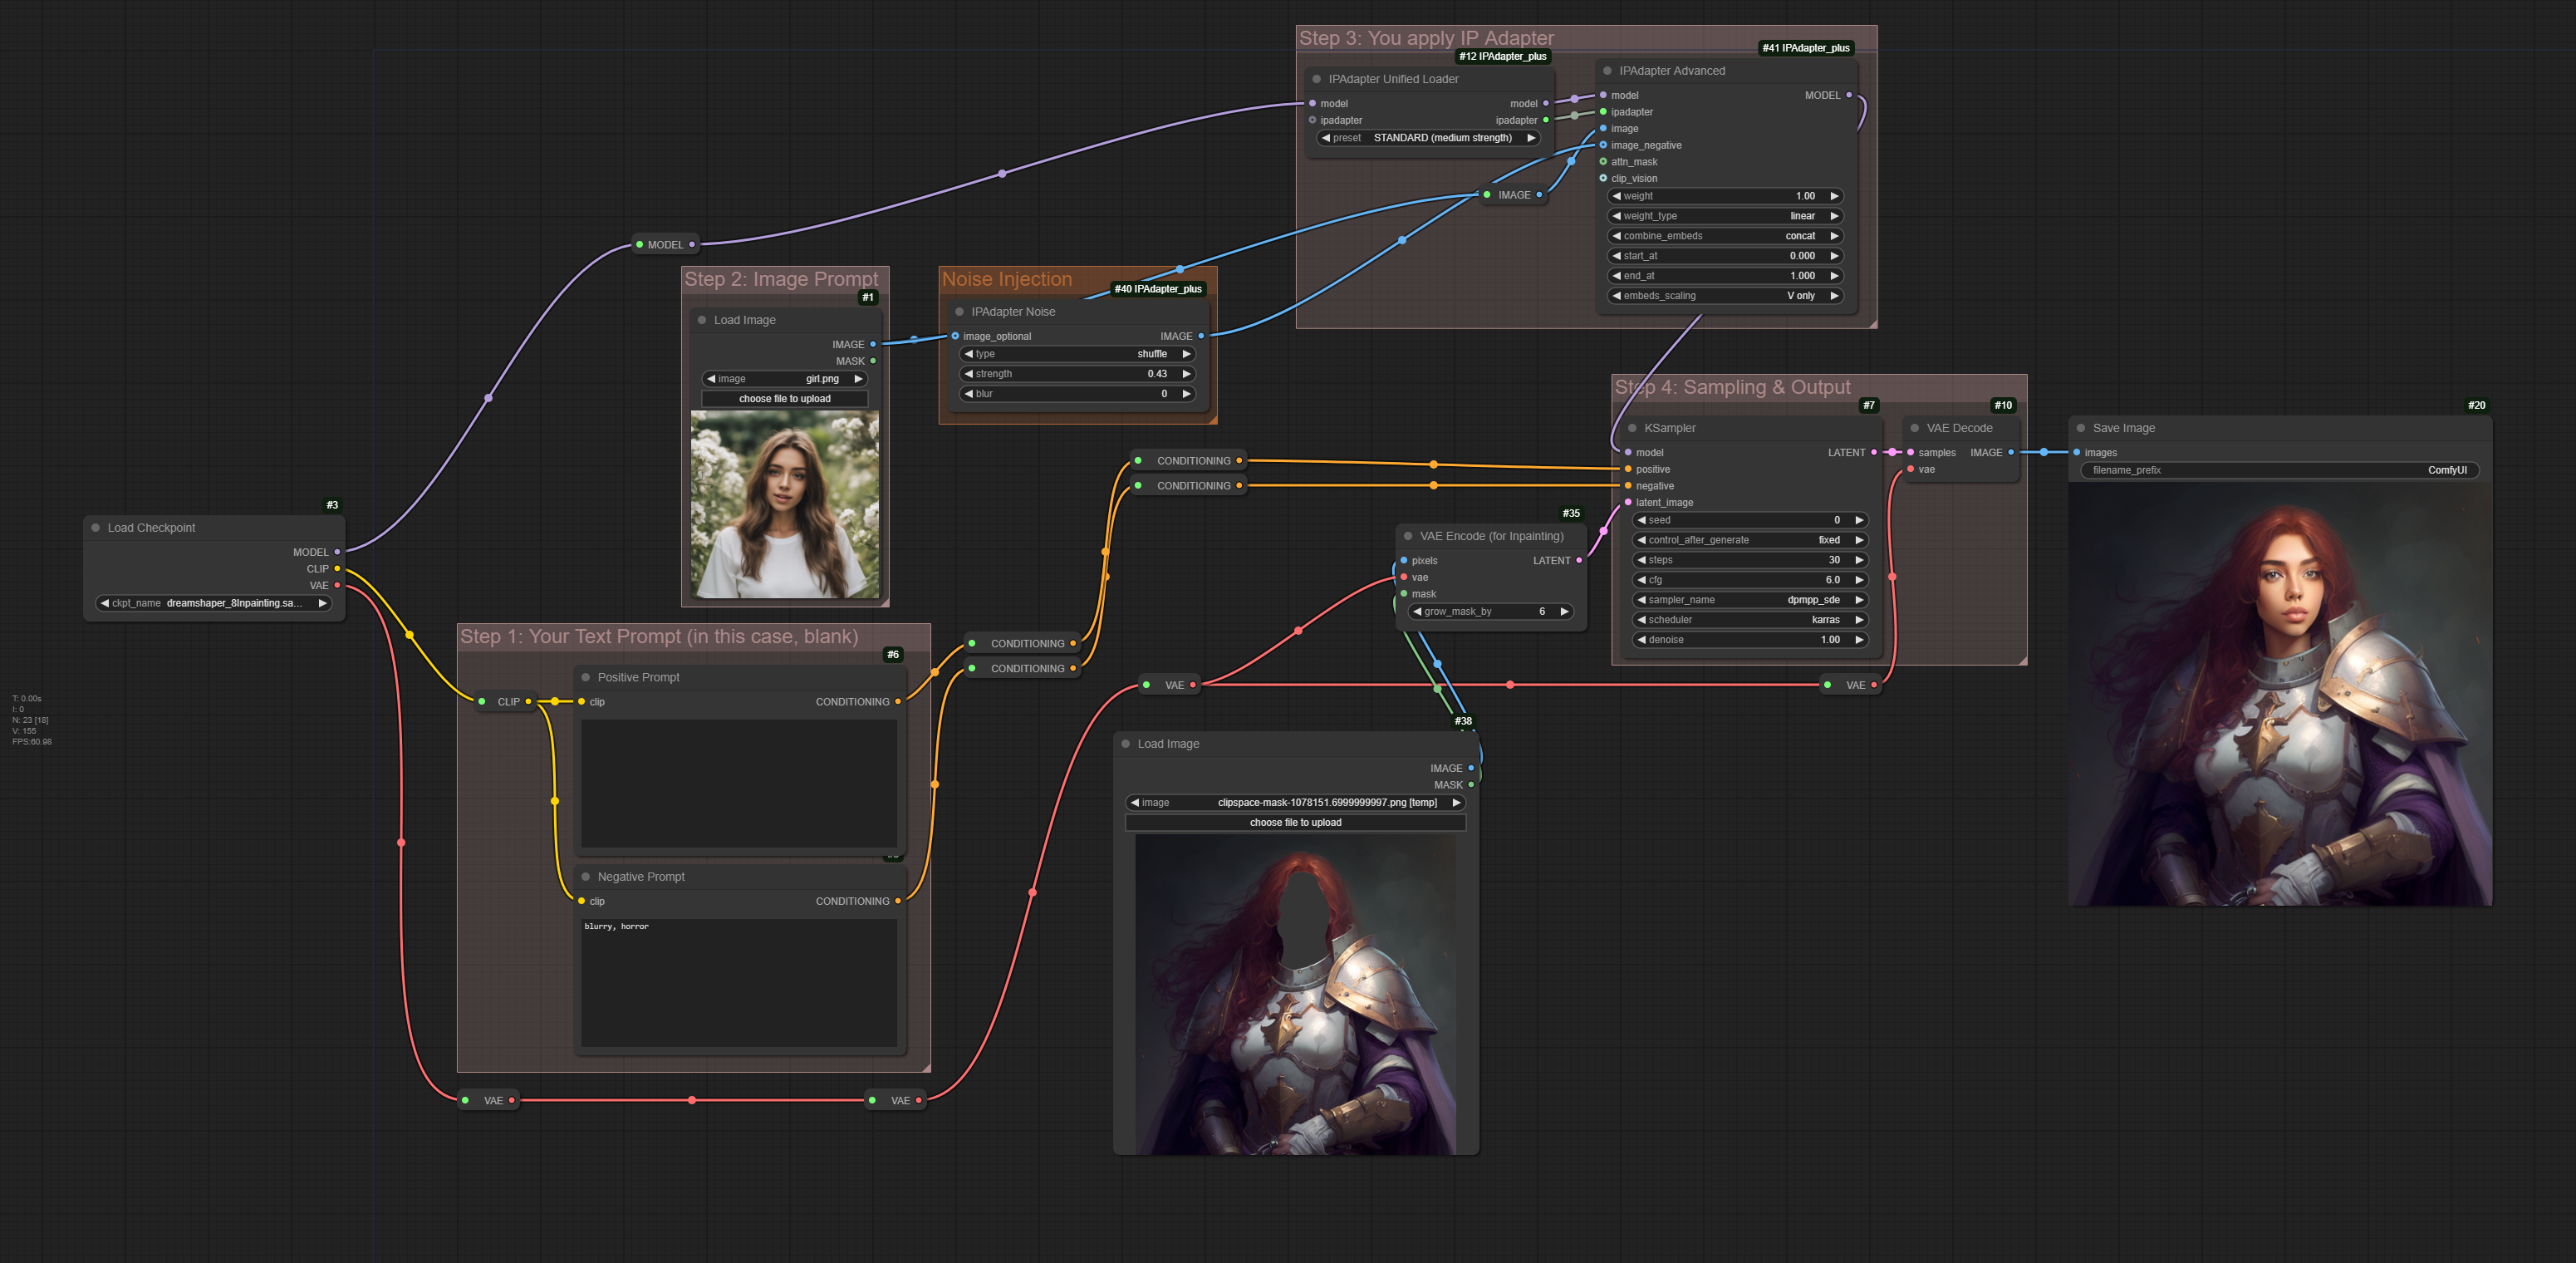 Step 3: You apply IP Adapter
#12 IPAdapter_plus
#41 IPAdapter_plus
IPAdapter Unified Loader
model model
ipadapter ipadapter
preset STANDARD (medium strength)
IPAdapter Advanced
model MODEL
ipadapter
image
image_negative
attn_mask
clip_vision
weight 1.00
weight_type linear
combine_embeds concat
start_at 0.000
end_at 1.000
embeds_scaling V only
IMAGE
MODEL
Step 2: Image Prompt
#1
Load Image
IMAGE
MASK
image girl.png
choose file to upload
Noise Injection
#40 IPAdapter_plus
IPAdapter Noise
image_optional IMAGE
type shuffle
strength 0.43
blur 0
CONDITIONING
CONDITIONING
Step 4: Sampling & Output
#7
KSampler
model LATENT
positive
negative
latent_image
seed 0
control_after_generate fixed
steps 30
cfg 6.0
sampler_name dpmpp_sde
scheduler karras
denoise 1.00
#10
VAE Decode
samples IMAGE
vae
#20
Save Image
images
filename_prefix ComfyUI
#3
Load Checkpoint
MODEL
CLIP
VAE
ckpt_name dreamshaper_8Inpainting.sa...
#35
VAE Encode (for Inpainting)
pixels LATENT
vae
mask
grow_mask_by 6
Step 1: Your Text Prompt (in this case, blank)
#6
Positive Prompt
CLIP
clip CONDITIONING
Negative Prompt
clip CONDITIONING
blurry, horror
CONDITIONING
CONDITIONING
VAE
VAE
#38
Load Image
IMAGE
MASK
image clipspace-mask-1078151.6999999997.png [temp]
choose file to upload
VAE
VAE
T: 0.00s
I: 0
N: 23 [18]
V: 155
FPS:60.98